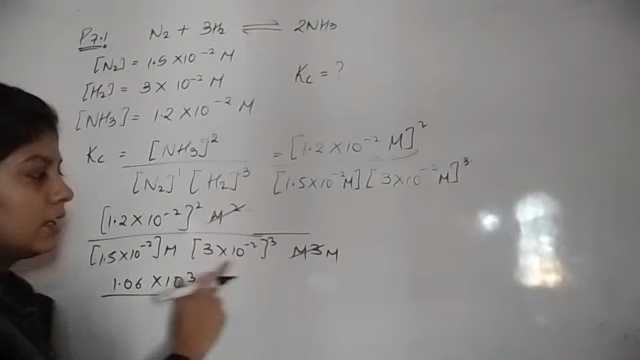 P7.1 N₂ + 3H₂ ⇌ 2NH₃
[N₂] = 1.5×10⁻² M
[H₂] = 3 × 10⁻² M Kc = ?
[NH₃] = 1.2 × 10⁻² M
Kc = [NH₃]² / [N₂]¹ [H₂]³ = [1.2 × 10⁻² M]² / [1.5×10⁻² M] [3 × 10⁻² M]³
[1.2 × 10⁻²]² M² / [1.5×10⁻²] M [3 × 10⁻²]³ M3 M
1.06 × 10³